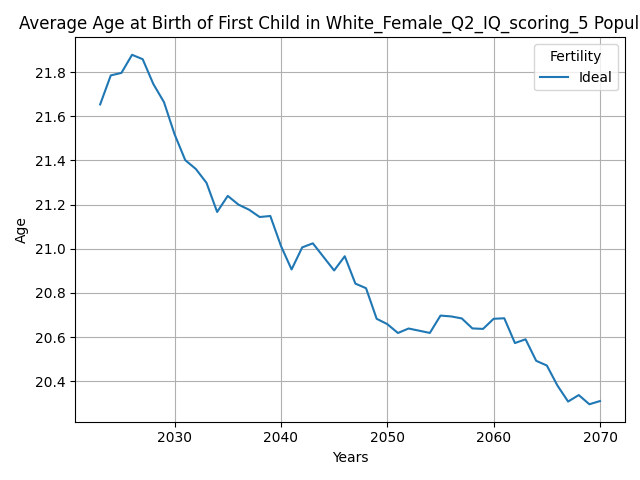 Average Age at Birth of First Child in White_Female_Q2_IQ_scoring_5 Popul
Fertility
Ideal
21.8
21.6
21.4
21.2
21.0
20.8
20.6
20.4
Age
2030 2040 2050 2060 2070
Years